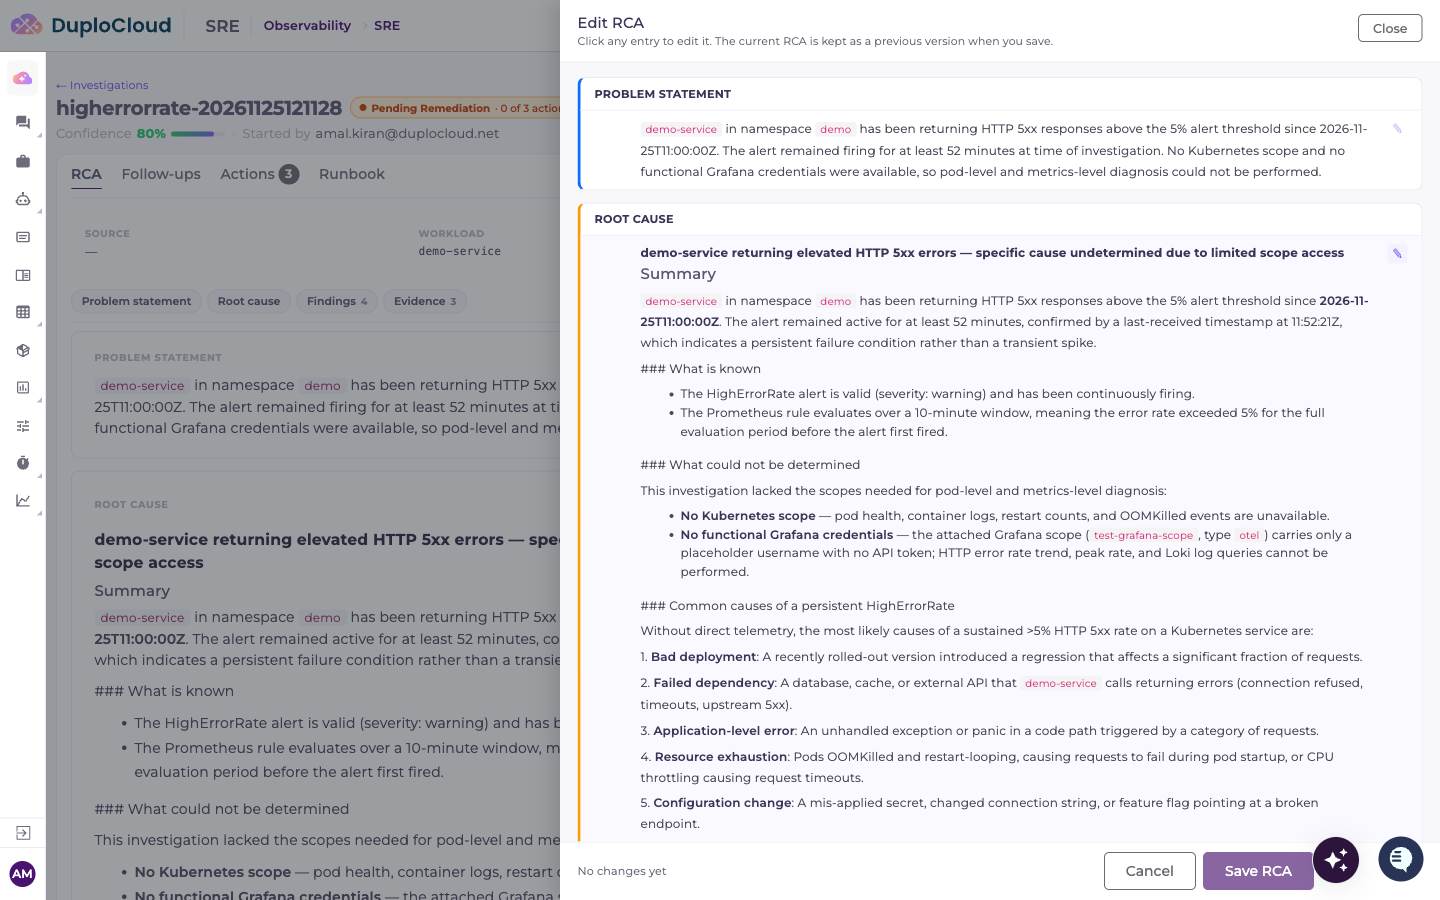 DuploCloud
SRE
Observability > SRE
← Investigations
higherrorrate-20261125121128
Pending Remediation · 0 of 3 action
Confidence 80% · Started by amal.kiran@duplocloud.net
RCA Follow-ups Actions 3 Runbook
SOURCE WORKLOAD
— demo-service
Problem statement Root cause Findings 4 Evidence 3
PROBLEM STATEMENT
demo-service in namespace demo has been returning HTTP 5xx
25T11:00:00Z. The alert remained firing for at least 52 minutes at ti
functional Grafana credentials were available, so pod-level and me
ROOT CAUSE
demo-service returning elevated HTTP 5xx errors — spe
scope access
Summary
demo-service in namespace demo has been returning HTTP 5xx
25T11:00:00Z. The alert remained active for at least 52 minutes, co
which indicates a persistent failure condition rather than a transie
### What is known
• The HighErrorRate alert is valid (severity: warning) and has b
• The Prometheus rule evaluates over a 10-minute window, m
evaluation period before the alert first fired.
### What could not be determined
This investigation lacked the scopes needed for pod-level and me
• No Kubernetes scope — pod health, container logs, restart c
• No functional Grafana credentials — the attached Grafana s
AM
Edit RCA
Click any entry to edit it. The current RCA is kept as a previous version when you save.
Close
PROBLEM STATEMENT
demo-service in namespace demo has been returning HTTP 5xx responses above the 5% alert threshold since 2026-11-
25T11:00:00Z. The alert remained firing for at least 52 minutes at time of investigation. No Kubernetes scope and no
functional Grafana credentials were available, so pod-level and metrics-level diagnosis could not be performed.
ROOT CAUSE
demo-service returning elevated HTTP 5xx errors — specific cause undetermined due to limited scope access
Summary
demo-service in namespace demo has been returning HTTP 5xx responses above the 5% alert threshold since 2026-11-
25T11:00:00Z. The alert remained active for at least 52 minutes, confirmed by a last-received timestamp at 11:52:21Z,
which indicates a persistent failure condition rather than a transient spike.
### What is known
• The HighErrorRate alert is valid (severity: warning) and has been continuously firing.
• The Prometheus rule evaluates over a 10-minute window, meaning the error rate exceeded 5% for the full
evaluation period before the alert first fired.
### What could not be determined
This investigation lacked the scopes needed for pod-level and metrics-level diagnosis:
• No Kubernetes scope — pod health, container logs, restart counts, and OOMKilled events are unavailable.
• No functional Grafana credentials — the attached Grafana scope ( test-grafana-scope , type otel ) carries only a
placeholder username with no API token; HTTP error rate trend, peak rate, and Loki log queries cannot be
performed.
### Common causes of a persistent HighErrorRate
Without direct telemetry, the most likely causes of a sustained >5% HTTP 5xx rate on a Kubernetes service are:
1. Bad deployment: A recently rolled-out version introduced a regression that affects a significant fraction of requests.
2. Failed dependency: A database, cache, or external API that demo-service calls returning errors (connection refused,
timeouts, upstream 5xx).
3. Application-level error: An unhandled exception or panic in a code path triggered by a category of requests.
4. Resource exhaustion: Pods OOMKilled and restart-looping, causing requests to fail during pod startup, or CPU
throttling causing request timeouts.
5. Configuration change: A mis-applied secret, changed connection string, or feature flag pointing at a broken
endpoint.
No changes yet
Cancel
Save RCA